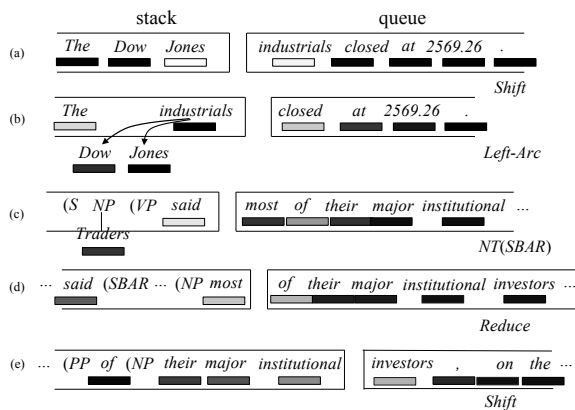 stack queue
(a) The Dow Jones industrials closed at 2569.26 .
Shift
(b) The industrials closed at 2569.26 .
Dow Jones Left-Arc
(c) (S NP (VP said most of their major institutional ...
Traders NT(SBAR)
(d) ... said (SBAR ... (NP most of their major institutional investors ...
Reduce
(e) ... (PP of (NP their major institutional investors , on the ...
Shift